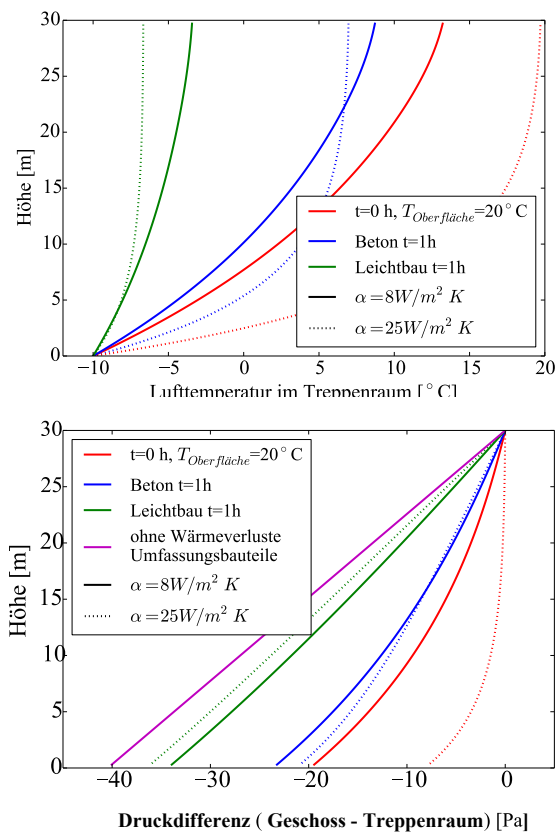 30
25
20
15
10
5
0
Höhe [m]
t=0 h, T_Oberfläche=20°C
Beton t=1h
Leichtbau t=1h
α=8W/m² K
α=25W/m² K
−10 −5 0 5 10 15 20
Lufttemperatur im Treppenraum [°C]
30
25
20
15
10
5
0
Höhe [m]
t=0 h, T_Oberfläche=20°C
Beton t=1h
Leichtbau t=1h
ohne Wärmeverluste
Umfassungsbauteile
α=8W/m² K
α=25W/m² K
−40 −30 −20 −10 0
Druckdifferenz ( Geschoss - Treppenraum) [Pa]